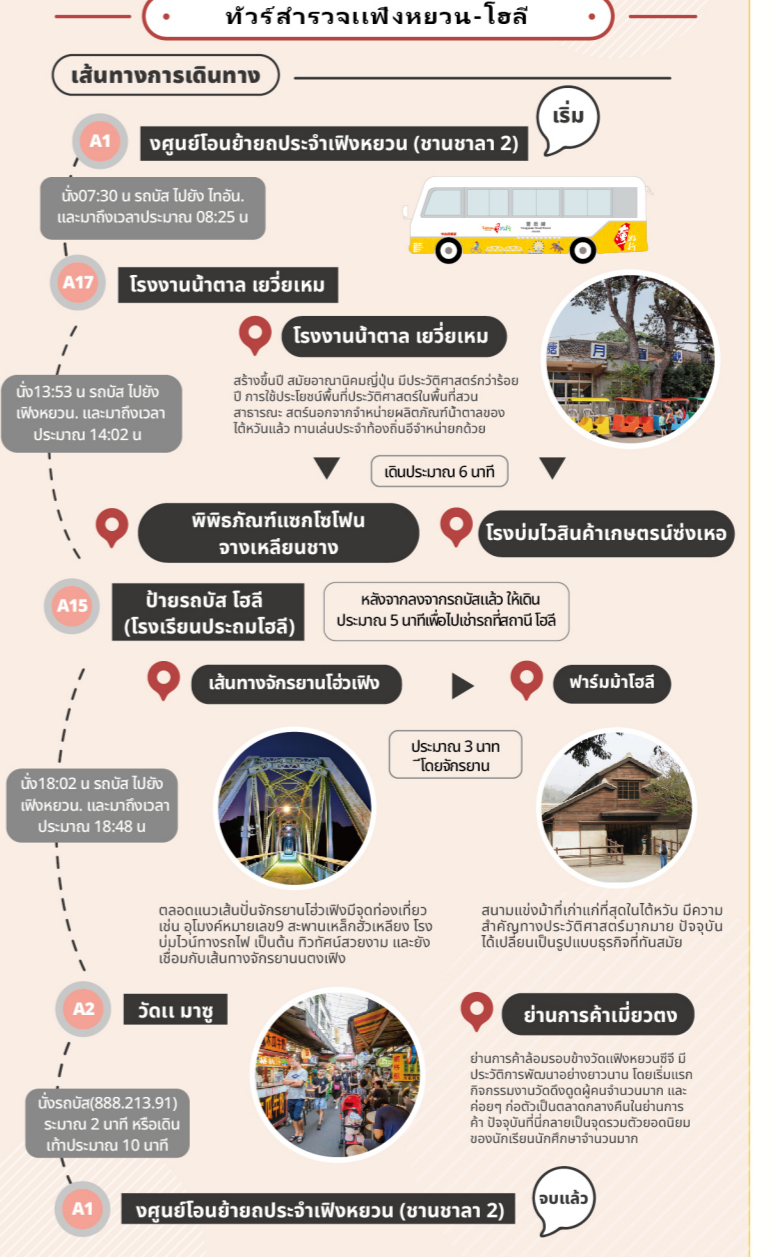 ทัวร์สำรวจแฟิงหยวน-โฮลี
เส้นทางการเดินทาง
เริ่ม
A1
งศูนย์โอนย้ายถประจำเฟิงหยวน (ชานชาลา 2)
นั่ง07:30 น รถบัส ไปยัง ไทอัน.
และมาถึงเวลาประมาณ 08:25 น
A17
โรงงานน้ำตาล เยวี่ยเหม
โรงงานน้ำตาล เยวี่ยเหม
สร้างขึ้นปี สมัยอาณานิคมญี่ปุ่น มีประวัติศาสตร์กว่าร้อย
ปี การใช้ประโยชน์พื้นที่ประวัติศาสตร์ในพื้นที่สวน
สาธารณะ สตร์นอกจากจำหน่ายผลิตภัณฑ์น้ำตาลของ
ไต้หวันแล้ว ทานเล่นประจำท้องถิ่นอีจำหน่ายกด้วย
นั่ง13:53 น รถบัส ไปยัง
เฟิงหยวน. และมาถึงเวลา
ประมาณ 14:02 น
เดินประมาณ 6 นาที
พิพิธภัณฑ์แซกโซโฟน
จางเหลียนชาง
โรงบ่มไวสินค้าเกษตรน์ซ่งเหอ
A15
ป้ายรถบัส โฮลี
(โรงเรียนประถมโฮลี)
หลังจากลงจากรถบัสแล้ว ให้เดิน
ประมาณ 5 นาทีเพื่อไปเช่ารถที่สถานี โฮลี
เส้นทางจักรยานโฮ่วเฟิง
ฟาร์มม้าโฮลี
ประมาณ 3 นาท
ีโดยจักรยาน
นั่ง18:02 น รถบัส ไปยัง
เฟิงหยวน. และมาถึงเวลา
ประมาณ 18:48 น
ตลอดแนวเส้นปั่นจักรยานโฮ่วเฟิงมีจุดท่องเที่ยว
เช่น อุโมงค์หมายเลข9 สะพานเหล็กฮัวเหลียง โรง
บ่มไวน์ทางรถไฟ เป็นต้น ทิวทัศน์สวยงาม และยัง
เชื่อมกับเส้นทางจักรยานนตงเฟิง
สนามแข่งม้าที่เก่าแก่ที่สุดในไต้หวัน มีความ
สำคัญทางประวัติศาสตร์มากมาย ปัจจุบัน
ได้เปลี่ยนเป็นรูปแบบธุรกิจที่ทันสมัย
A2
วัดแ มาซู
ย่านการค้าเมี่ยวตง
ย่านการค้าล้อมรอบข้างวัดแฟิงหยวนซีจี มี
ประวัติการพัฒนาอย่างยาวนาน โดยเริ่มแรก
กิจกรรมงานวัดดึงดูดผู้คนจำนวนมาก และ
ค่อยๆ ก่อตัวเป็นตลาดกลางคืนในย่านการ
ค้า ปัจจุบันที่นี่กลายเป็นจุดรวมตัวยอดนิยม
ของนักเรียนนักศึกษาจำนวนมาก
นั่งรถบัส(888.213.91)
ระมาณ 2 นาที หรือเดิน
เท้าประมาณ 10 นาที
A1
งศูนย์โอนย้ายถประจำเฟิงหยวน (ชานชาลา 2)
จบแล้ว